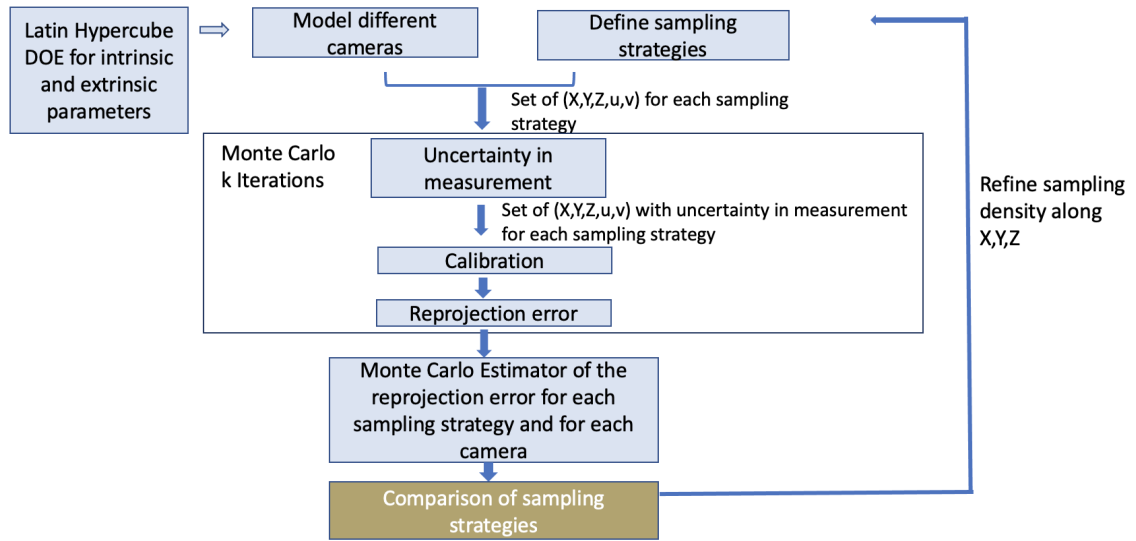 Latin Hypercube
DOE for intrinsic
and extrinsic
parameters
Model different
cameras
Define sampling
strategies
Set of (X,Y,Z,u,v) for each sampling
strategy
Monte Carlo
k Iterations
Uncertainty in
measurement
Set of (X,Y,Z,u,v) with uncertainty in measurement
for each sampling strategy
Calibration
Reprojection error
Monte Carlo Estimator of the
reprojection error for each
sampling strategy and for each
camera
Comparison of sampling
strategies
Refine sampling
density along
X,Y,Z